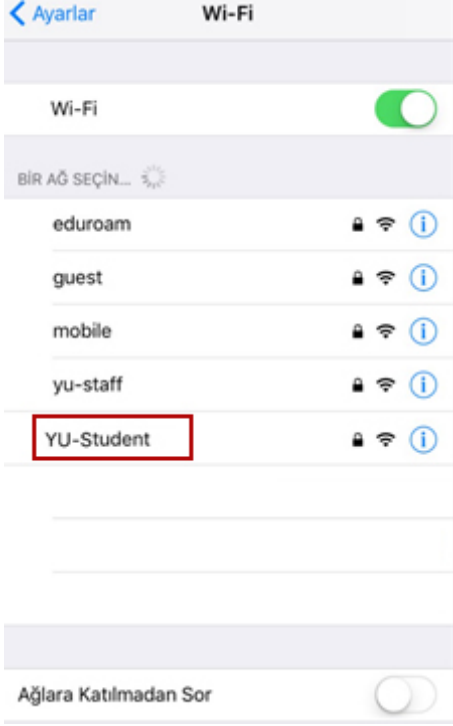 Ayarlar Wi-Fi
Wi-Fi
BİR AĞ SEÇİN...
eduroam
guest
mobile
yu-staff
YU-Student
Ağlara Katılmadan Sor